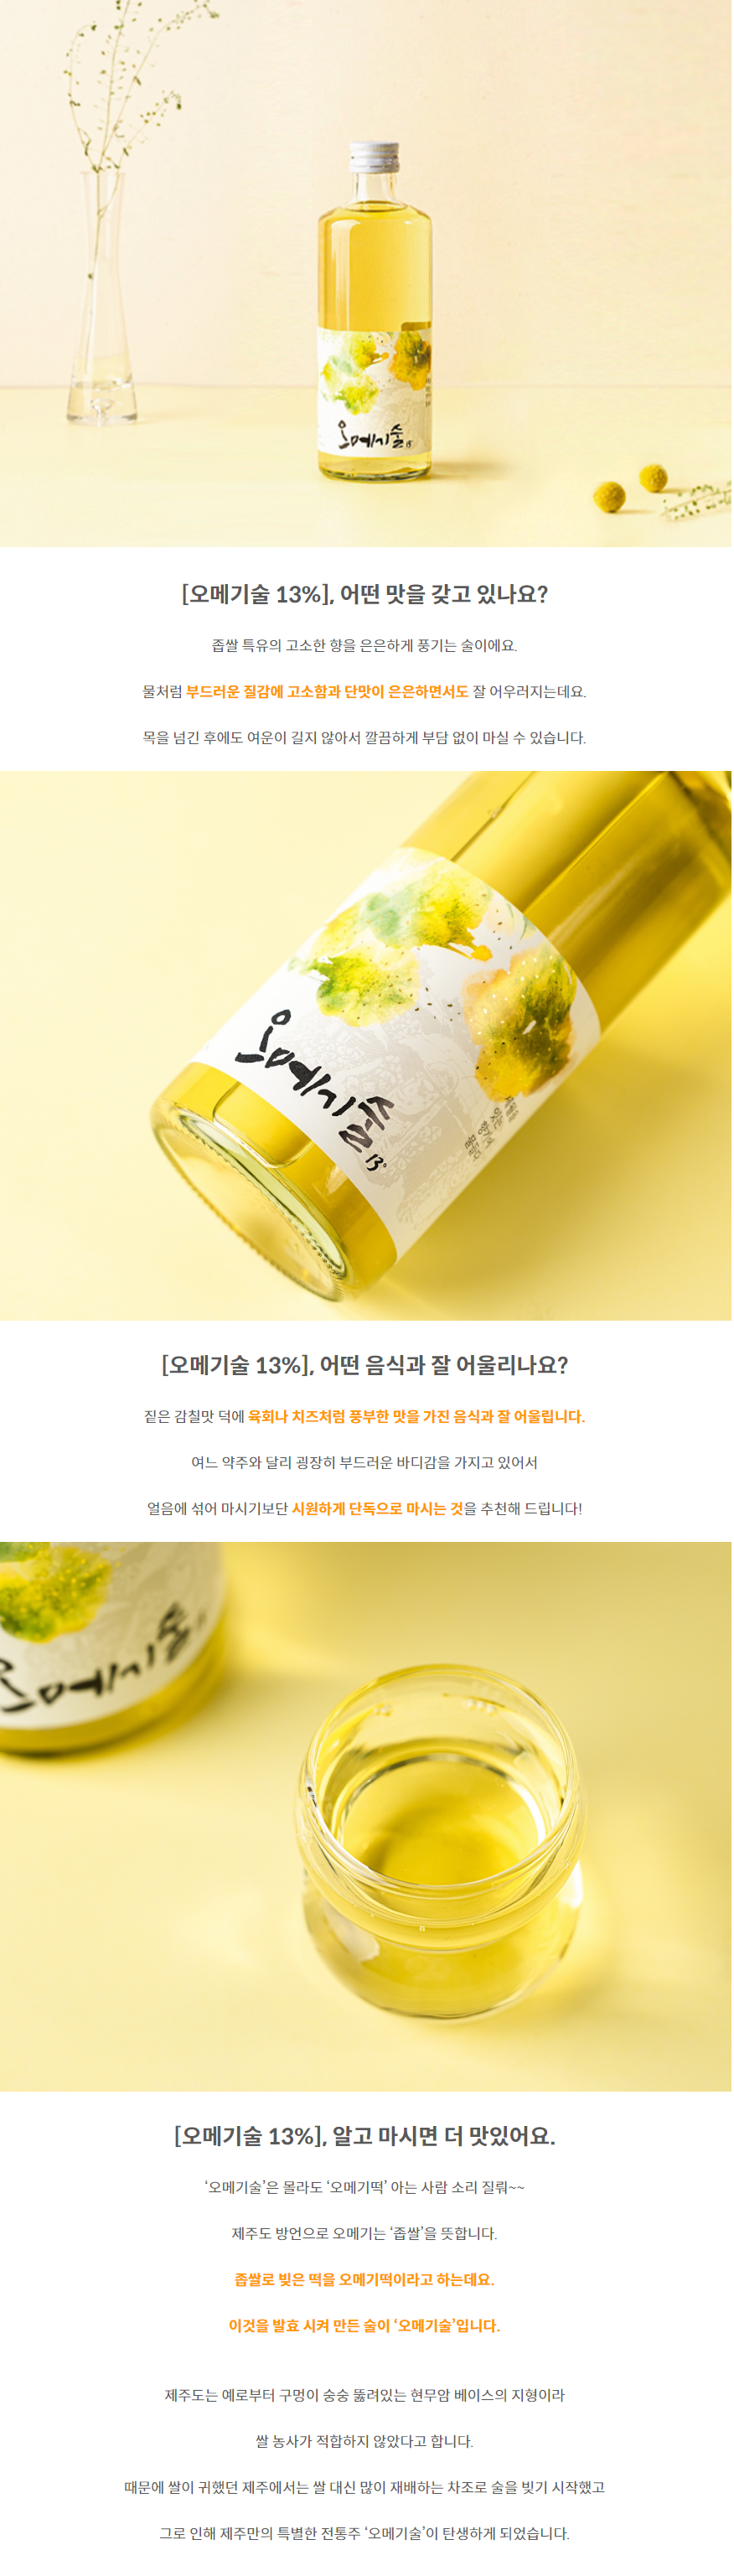 오메기술 13
[오메기술 13%], 어떤 맛을 갖고 있나요?
좁쌀 특유의 고소한 향을 은은하게 풍기는 술이에요.
물처럼 부드러운 질감에 고소함과 단맛이 은은하면서도 잘 어우러지는데요.
목을 넘긴 후에도 여운이 길지 않아서 깔끔하게 부담 없이 마실 수 있습니다.
오메기술
13°
[오메기술 13%], 어떤 음식과 잘 어울리나요?
짙은 감칠맛 덕에 육회나 치즈처럼 풍부한 맛을 가진 음식과 잘 어울립니다.
여느 약주와 달리 굉장히 부드러운 바디감을 가지고 있어서
얼음에 섞어 마시기보단 시원하게 단독으로 마시는 것을 추천해 드립니다!
오메기술
[오메기술 13%], 알고 마시면 더 맛있어요.
‘오메기술’은 몰라도 ‘오메기떡’ 아는 사람 소리 질뤄~~
제주도 방언으로 오메기는 ‘좁쌀’을 뜻합니다.
좁쌀로 빚은 떡을 오메기떡이라고 하는데요.
이것을 발효 시켜 만든 술이 ‘오메기술’입니다.
제주도는 예로부터 구멍이 숭숭 뚫려있는 현무암 베이스의 지형이라
쌀 농사가 적합하지 않았다고 합니다.
때문에 쌀이 귀했던 제주에서는 쌀 대신 많이 재배하는 차조로 술을 빚기 시작했고
그로 인해 제주만의 특별한 전통주 ‘오메기술’이 탄생하게 되었습니다.